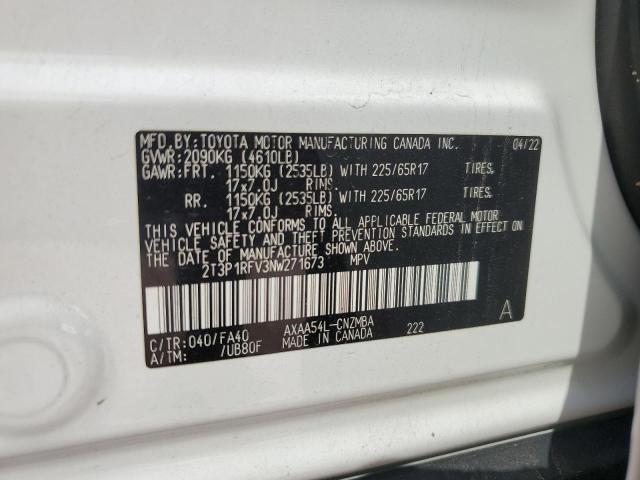 MFD. BY: TOYOTA MOTOR MANUFACTURING CANADA INC. 04/22
GVWR: 2090KG (4610LB)
GAWR: FRT. 1150KG (2535LB) WITH 225/65R17 TIRES,
17x7.0J RIMS,
RR. 1150KG (2535LB) WITH 225/65R17 TIRES,
17x7.0J RIMS,
THIS VEHICLE CONFORMS TO ALL APPLICABLE FEDERAL MOTOR
VEHICLE SAFETY AND THEFT PREVENTION STANDARDS IN EFFECT ON
THE DATE OF MANUFACTURE SHOWN ABOVE.
2T3P1RFV3NW271673 MPV
C/TR: 040/FA40 AXAA54L-CNZMBA 222 A
A/TM: /UB80F MADE IN CANADA